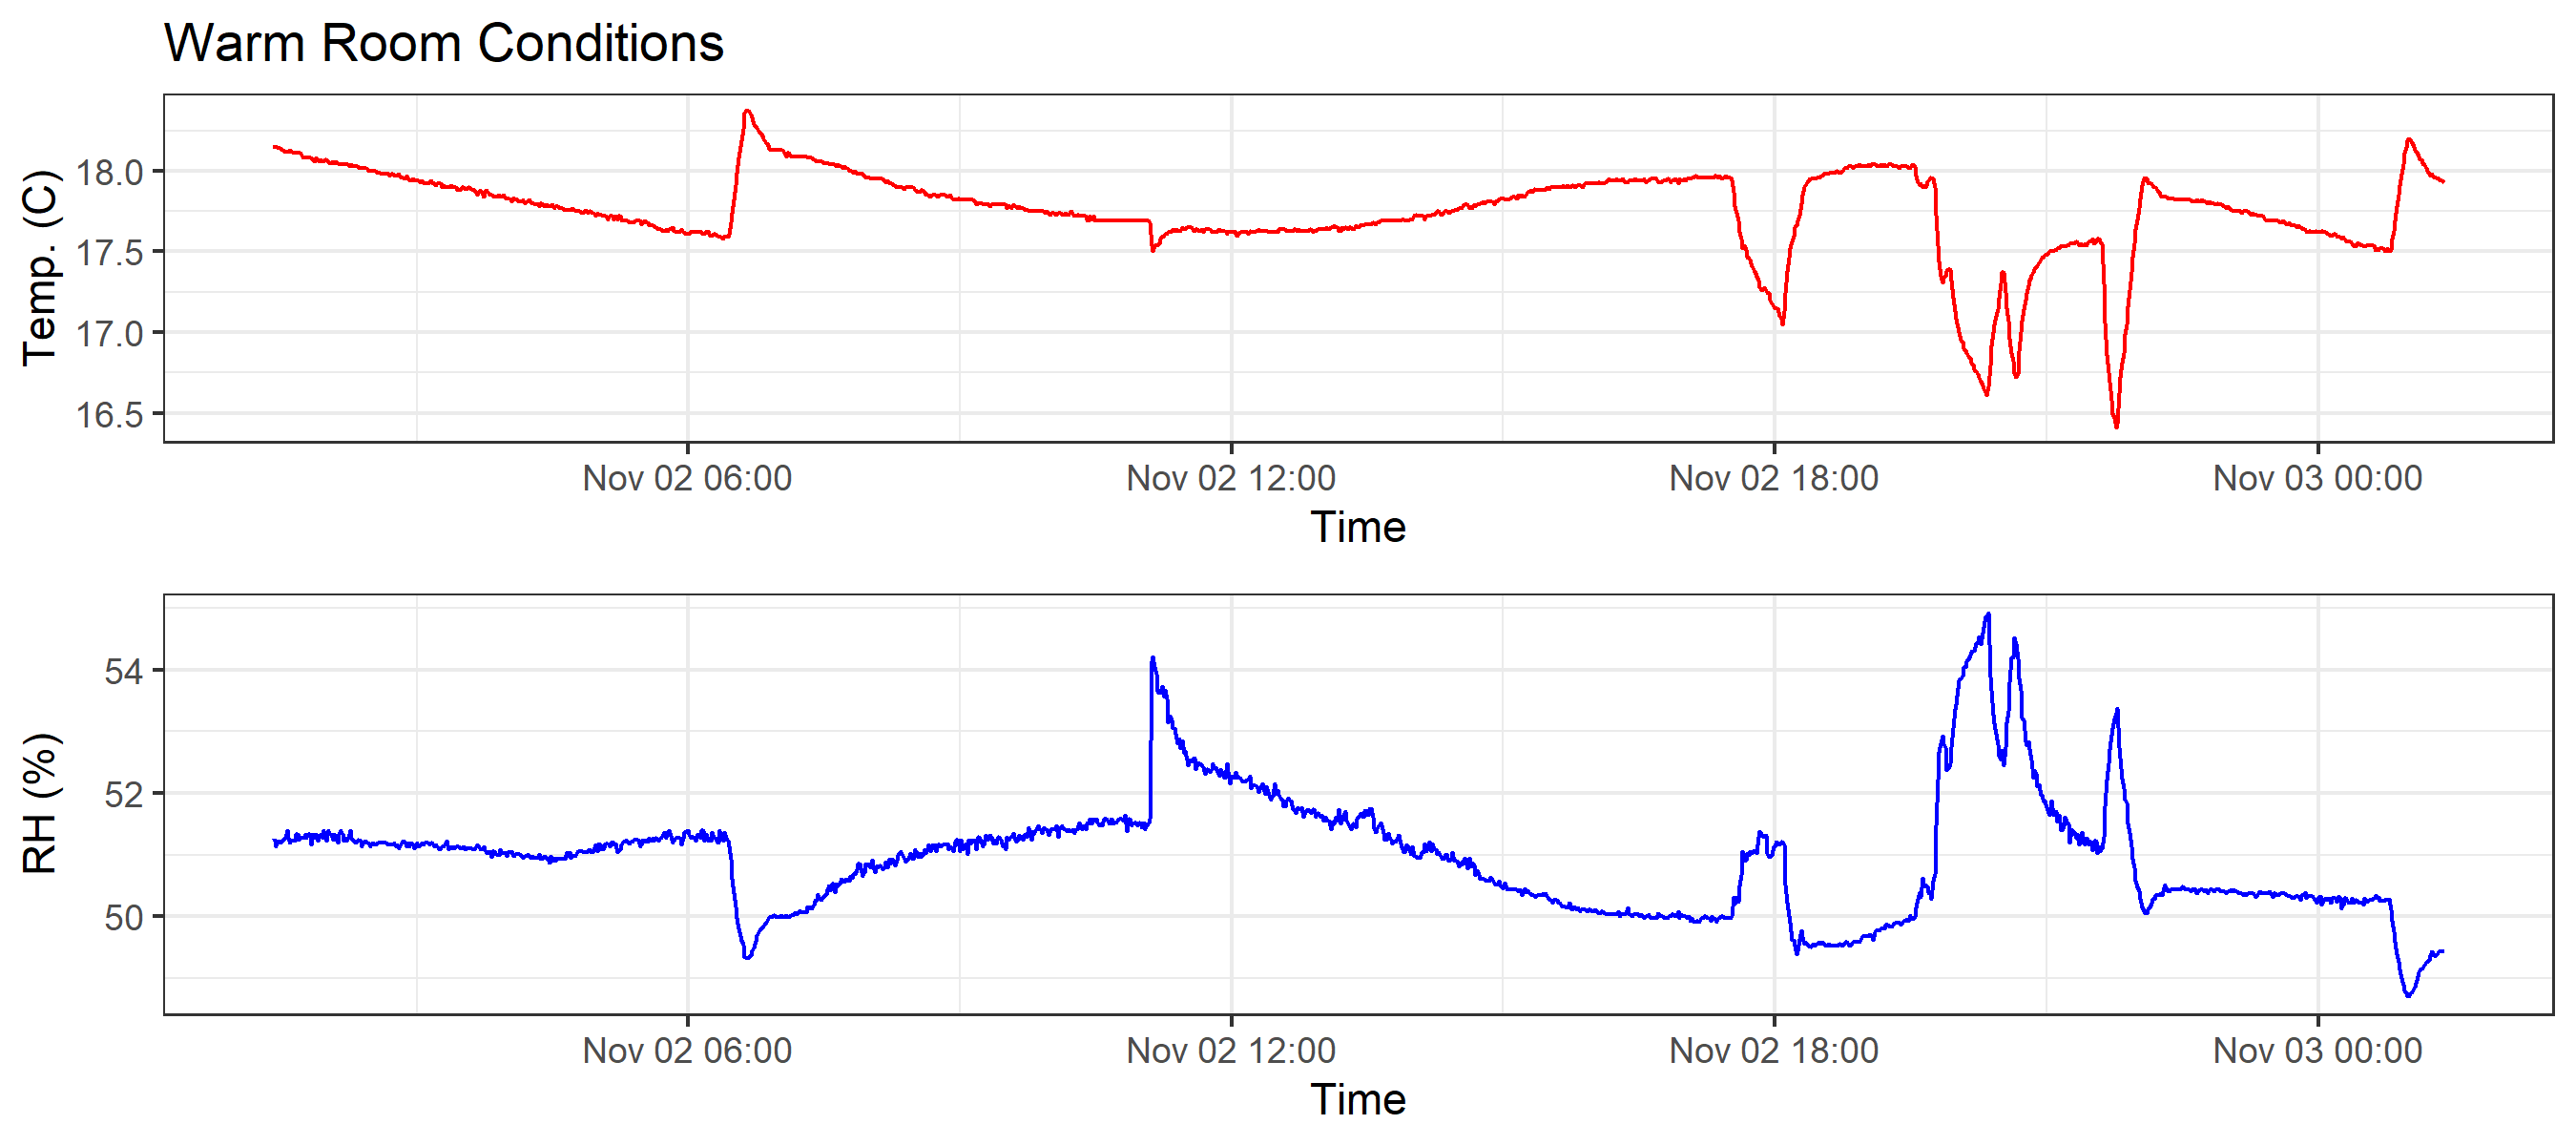 Warm Room Conditions
Temp. (C)
18.0
17.5
17.0
16.5
Nov 02 06:00 Nov 02 12:00 Nov 02 18:00 Nov 03 00:00
Time
RH (%)
54
52
50
Nov 02 06:00 Nov 02 12:00 Nov 02 18:00 Nov 03 00:00
Time